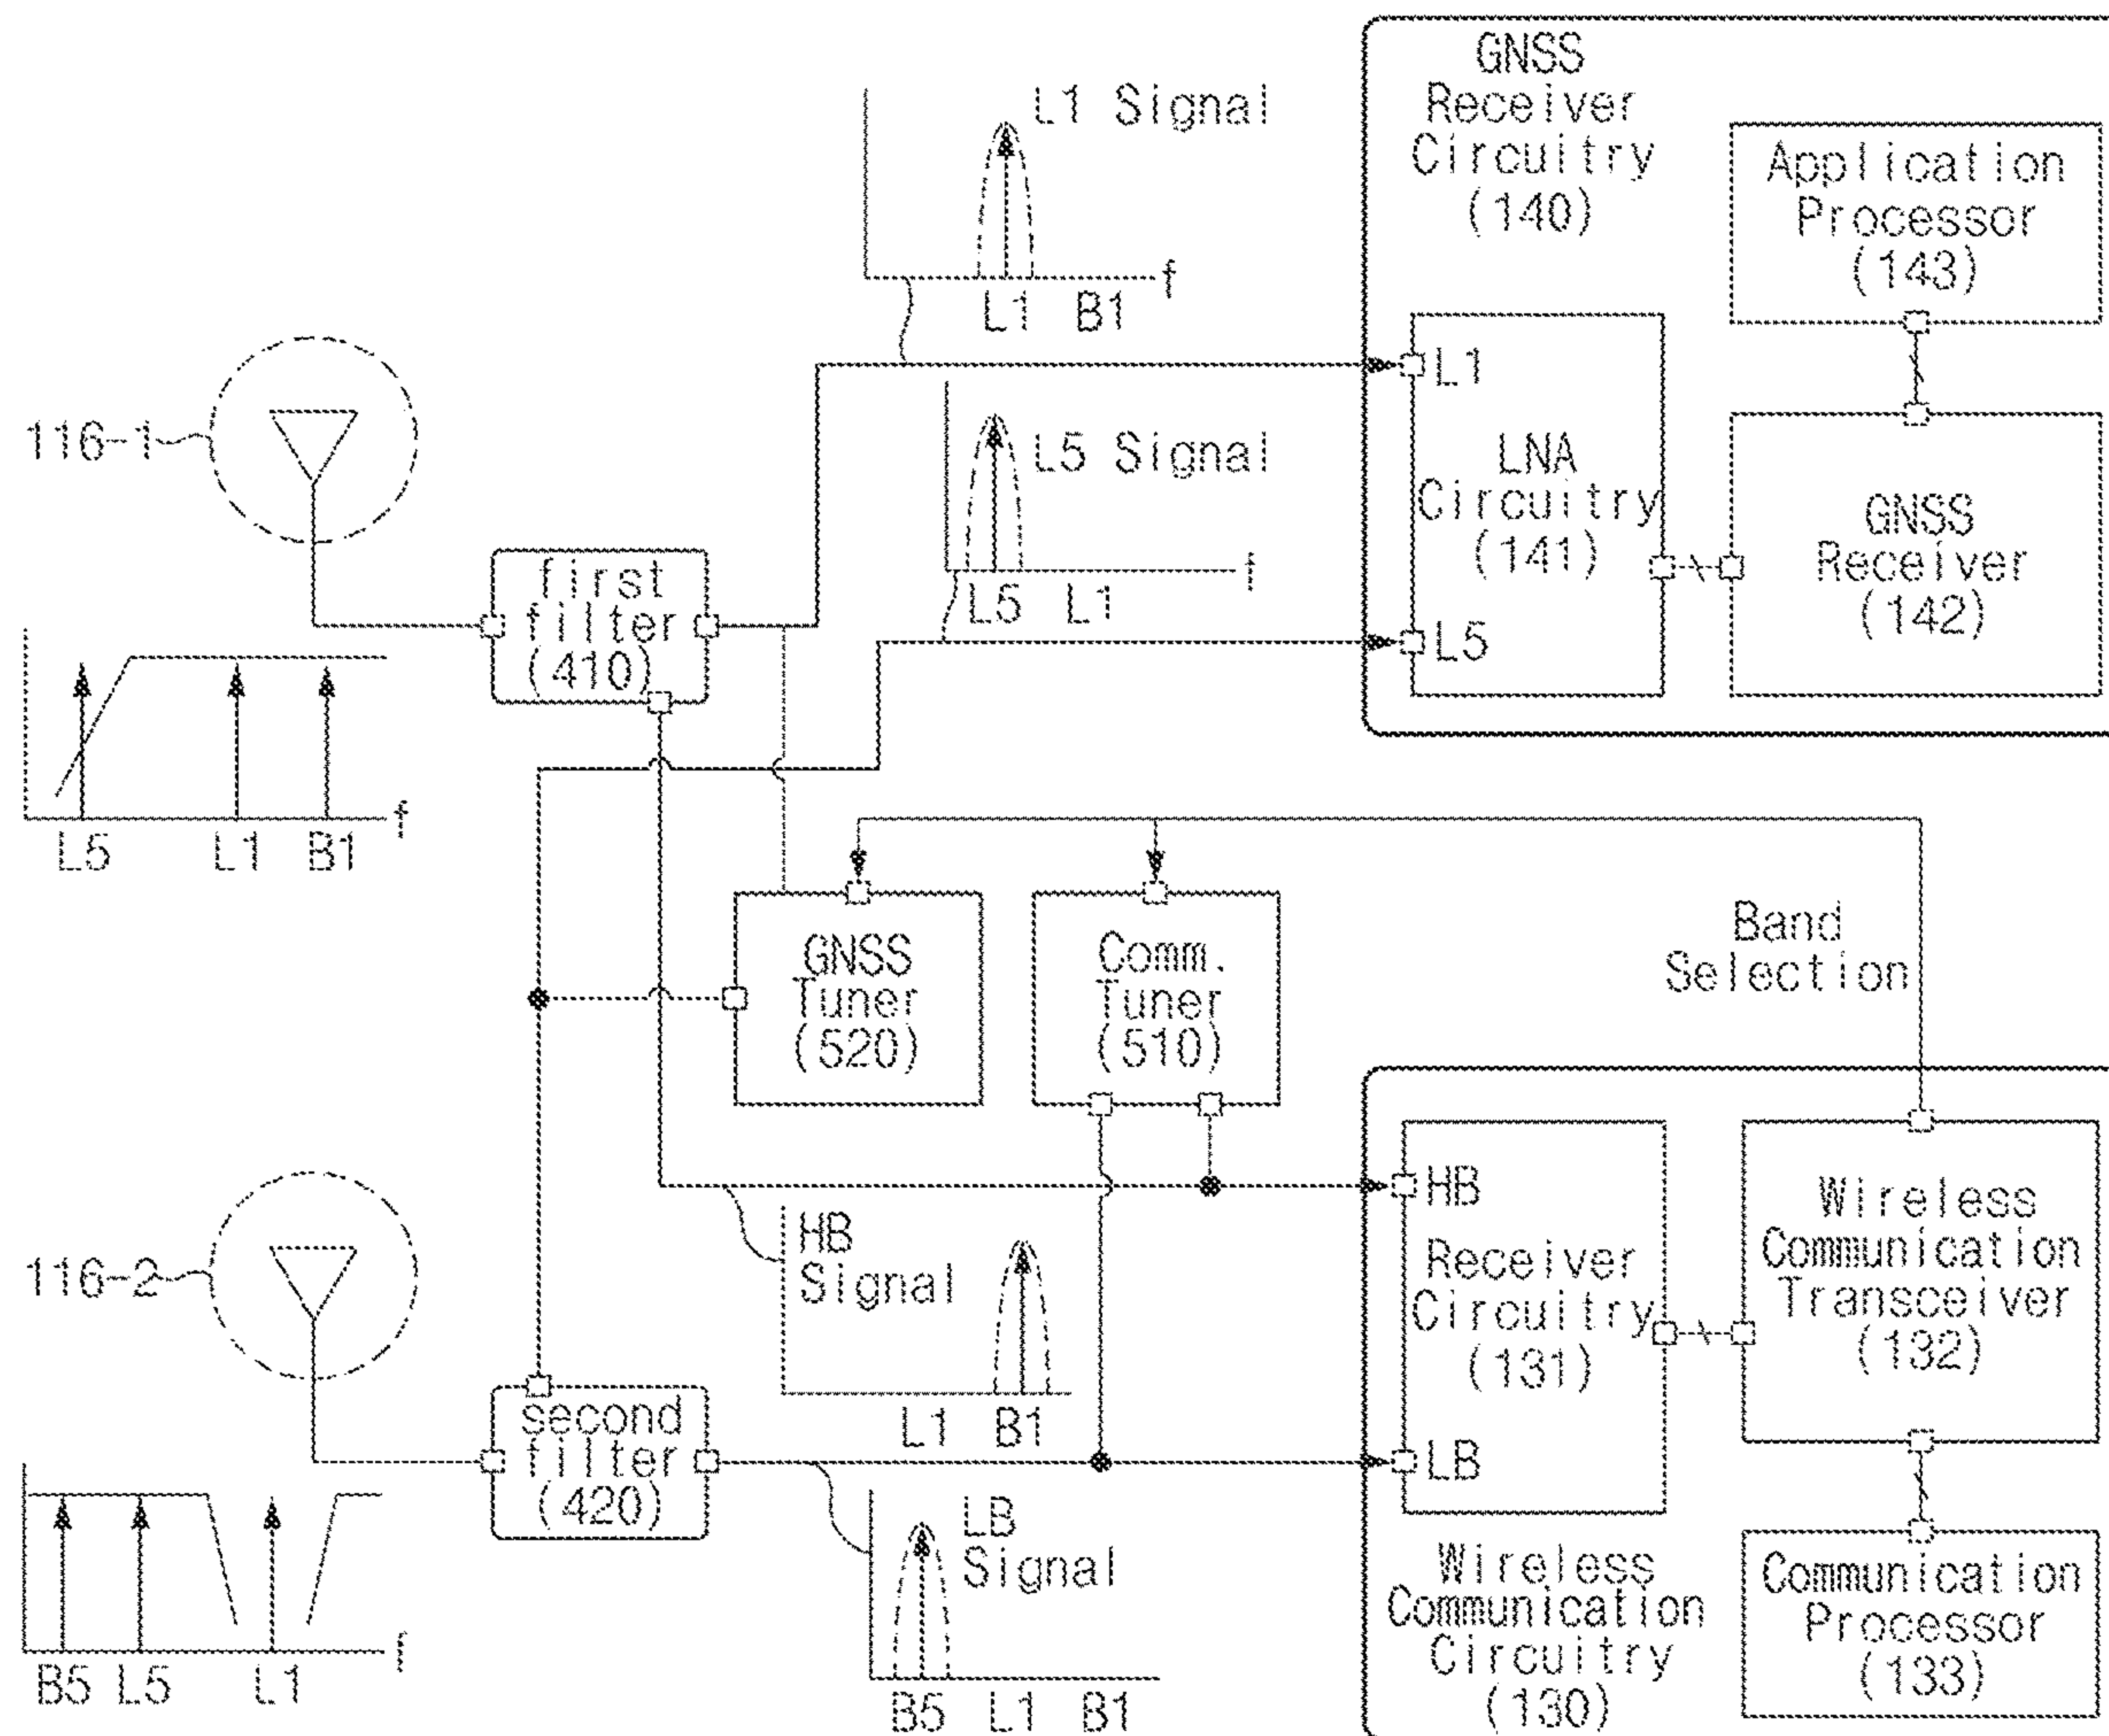 L1 Signal
f
L1 B1
GNSS
Receiver
Circuitry
(140)
Application
Processor
(143)
116-1
L5 Signal
f
L5 L1
L1
LNA
Circuitry
(141)
L5
GNSS
Receiver
(142)
first
filter
(410)
f
L5 L1 B1
GNSS
Tuner
(520)
Comm.
Tuner
(510)
Band
Selection
116-2
HB
Signal
L1 B1
HB
Receiver
Circuitry
(131)
LB
Wireless
Communication
Transceiver
(132)
second
filter
(420)
f
B5 L5 L1
LB
Signal
B5 L1 B1
Wireless
Communication
Circuitry
(130)
Communication
Processor
(133)